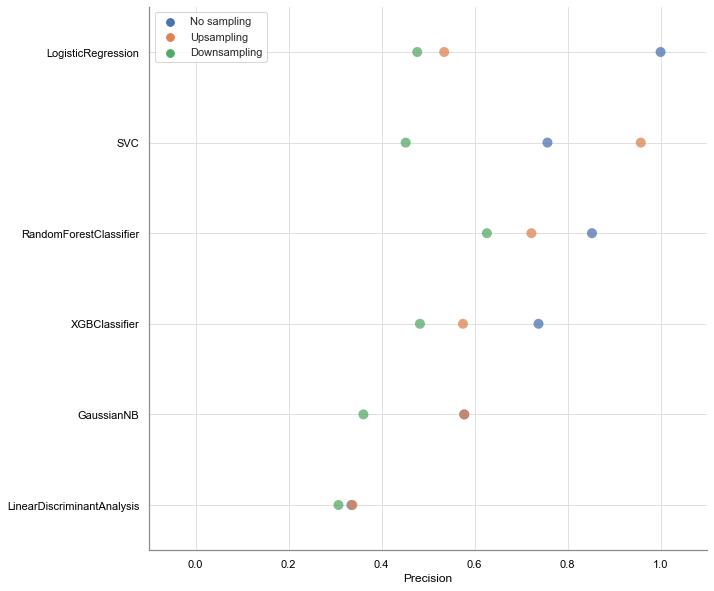 No sampling
Upsampling
Downsampling
LogisticRegression
SVC
RandomForestClassifier
XGBClassifier
GaussianNB
LinearDiscriminantAnalysis
0.0 0.2 0.4 0.6 0.8 1.0
Precision